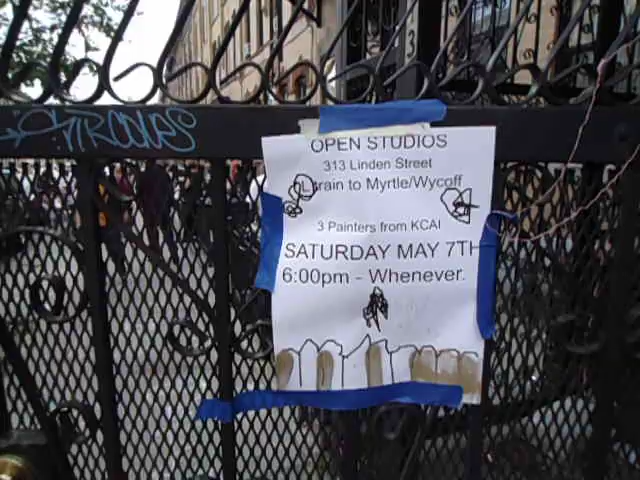 OPEN STUDIOS
313 Linden Street
L train to Myrtle/Wycoff
3 Painters from KCAI
SATURDAY MAY 7TH
6:00pm - Whenever.
3